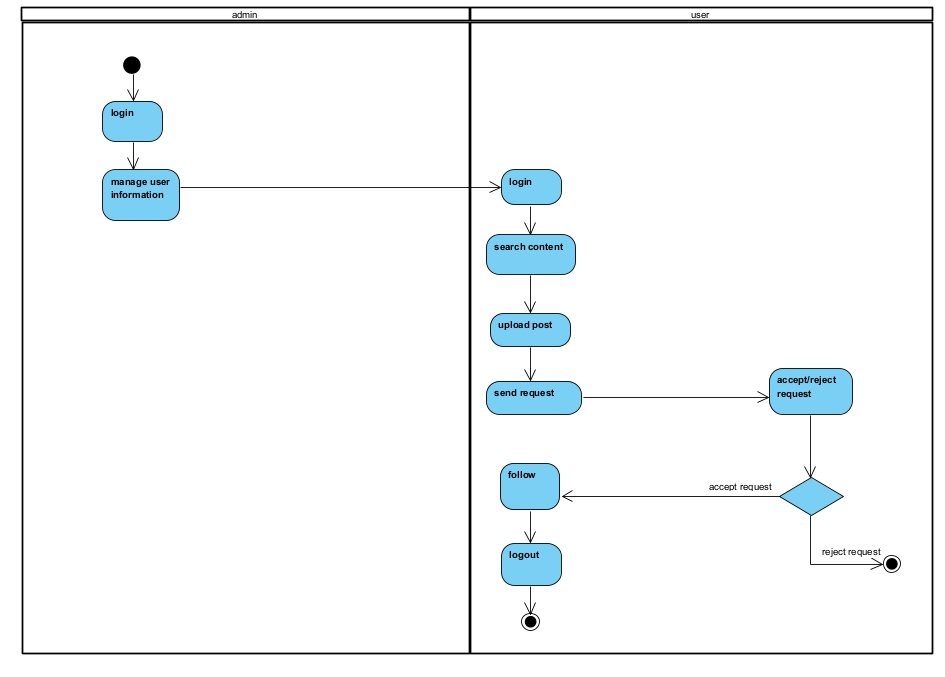 admin
user
login
manage user
information
login
search content
upload post
send request
accept/reject
request
follow
accept request
logout
reject request